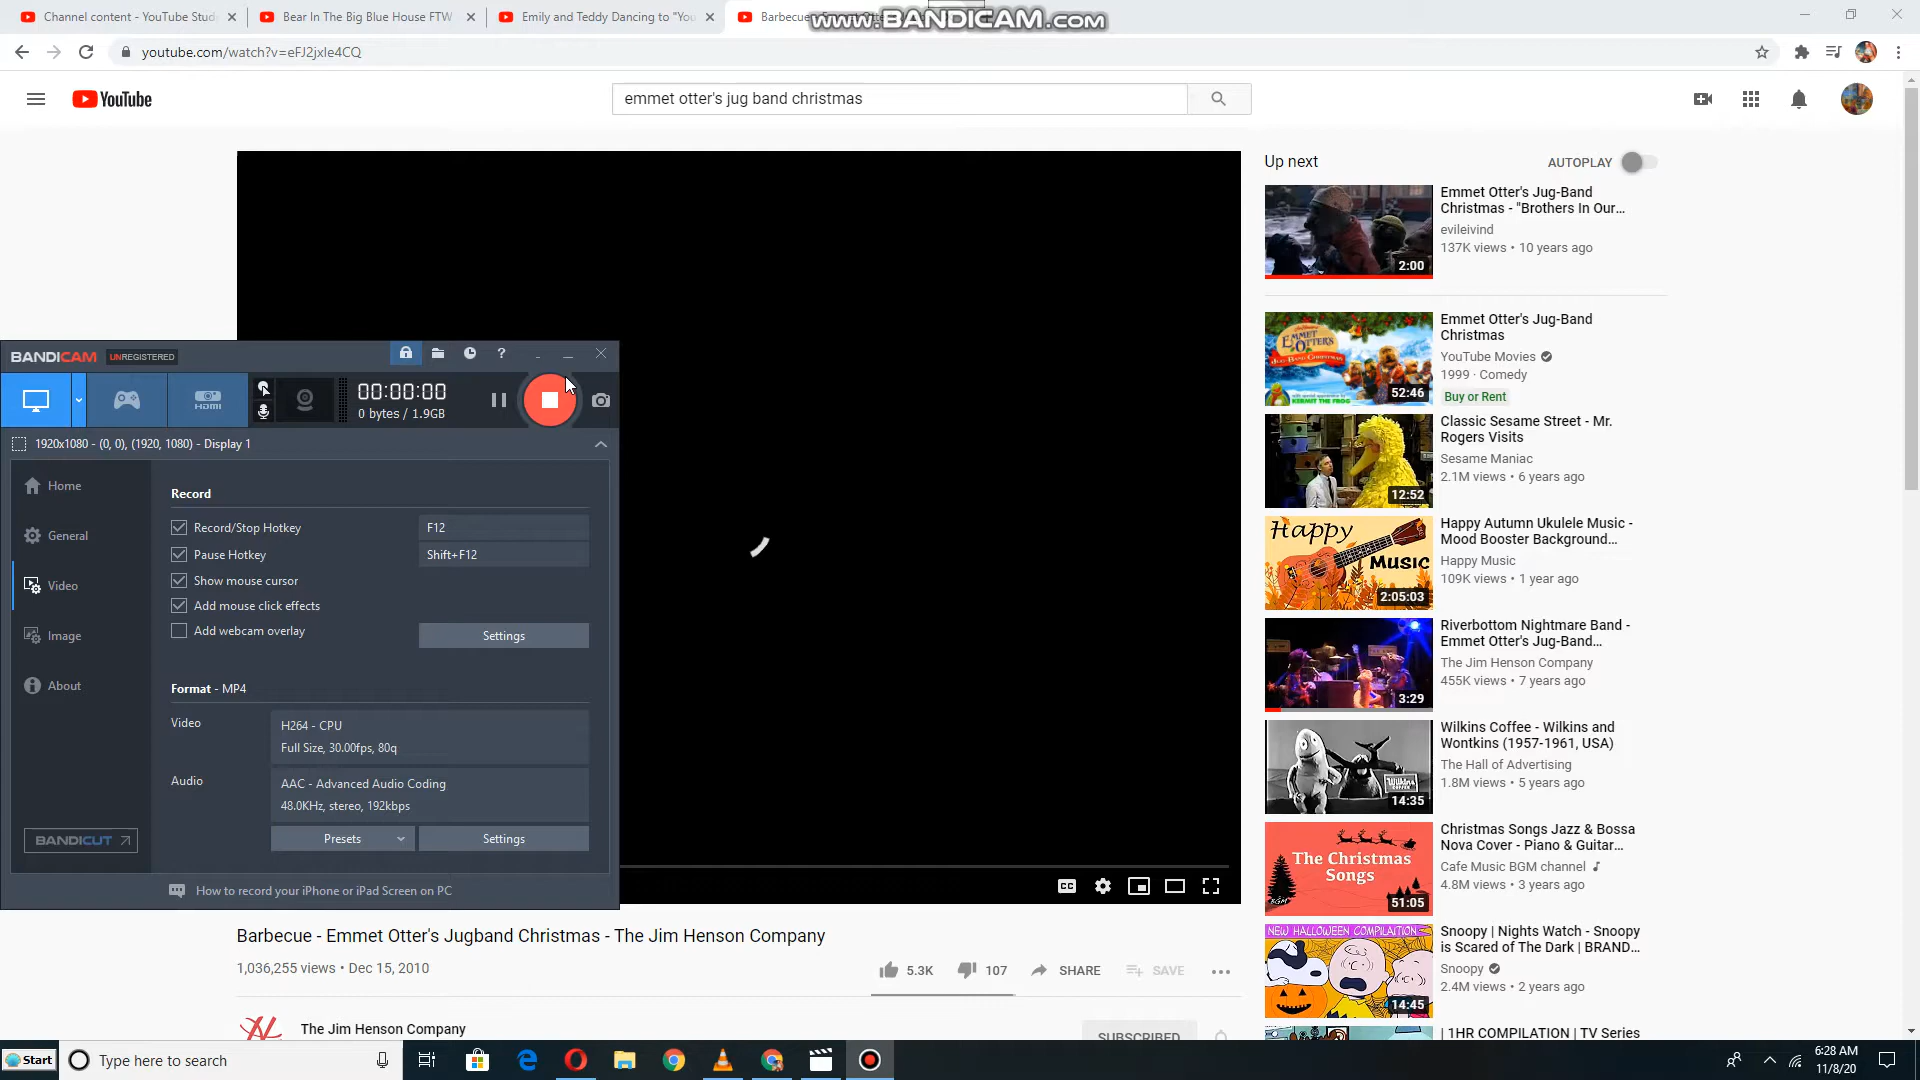 Channel content - YouTube Stud
Bear In The Big Blue House FTW
Emily and Teddy Dancing to "You
Barbecue
www.BANDICAM.com
youtube.com/watch?v=eFJ2jxIe4CQ
YouTube
emmet otter's jug band christmas
Up next
AUTOPLAY
Emmet Otter's Jug-Band
Christmas - "Brothers In Our...
evileivind
137K views • 10 years ago
2:00
Emmet Otter's Jug-Band
Christmas
YouTube Movies
1999 · Comedy
Buy or Rent
EMMET
OTTER'S
JUG-BAND CHRISTMAS
KERMIT THE FROG
52:46
Classic Sesame Street - Mr.
Rogers Visits
Sesame Maniac
2.1M views • 6 years ago
12:52
Happy Autumn Ukulele Music -
Mood Booster Background...
Happy Music
109K views • 1 year ago
Happy
MUSIC
2:05:03
Riverbottom Nightmare Band -
Emmet Otter's Jug-Band...
The Jim Henson Company
455K views • 7 years ago
3:29
Wilkins Coffee - Wilkins and
Wontkins (1957-1961, USA)
The Hall of Advertising
1.8M views • 5 years ago
Wilkins
14:35
Christmas Songs Jazz & Bossa
Nova Cover - Piano & Guitar...
Cafe Music BGM channel
4.8M views • 3 years ago
The Christmas
Songs
BGM
51:05
Snoopy | Nights Watch - Snoopy
is Scared of The Dark | BRAND...
Snoopy
2.4M views • 2 years ago
NEW HALLOWEEN COMPILATION
14:45
| 1HR COMPILATION | TV Series
BANDICAM UNREGISTERED
?
HDMI
00:00:00
0 bytes / 1.9GB
1920x1080 - (0, 0), (1920, 1080) - Display 1
Home
General
Video
Image
About
BANDICUT
Record
Record/Stop Hotkey
F12
Pause Hotkey
Shift+F12
Show mouse cursor
Add mouse click effects
Add webcam overlay
Settings
Format - MP4
Video
H264 - CPU
Full Size, 30.00fps, 80q
Audio
AAC - Advanced Audio Coding
48.0KHz, stereo, 192kbps
Presets
Settings
How to record your iPhone or iPad Screen on PC
CC
Barbecue - Emmet Otter's Jugband Christmas - The Jim Henson Company
1,036,255 views • Dec 15, 2010
5.3K
107
SHARE
SAVE
The Jim Henson Company
SUBSCRIBED
Start
Type here to search
6:28 AM
11/8/20